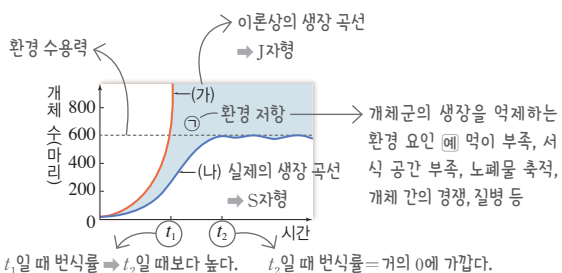 이론상의 생장 곡선
➡ J자형
환경 수용력
개체 수(마리)
800
600
400
200
0
(가)
㉠ 환경 저항
(나) 실제의 생장 곡선
➡ S자형
개체군의 생장을 억제하는
환경 요인 예 먹이 부족, 서
식 공간 부족, 노폐물 축적,
개체 간의 경쟁, 질병 등
t₁ t₂ 시간
t₁일 때 번식률 ➡ t₂일 때보다 높다.
t₂일 때 번식률=거의 0에 가깝다.